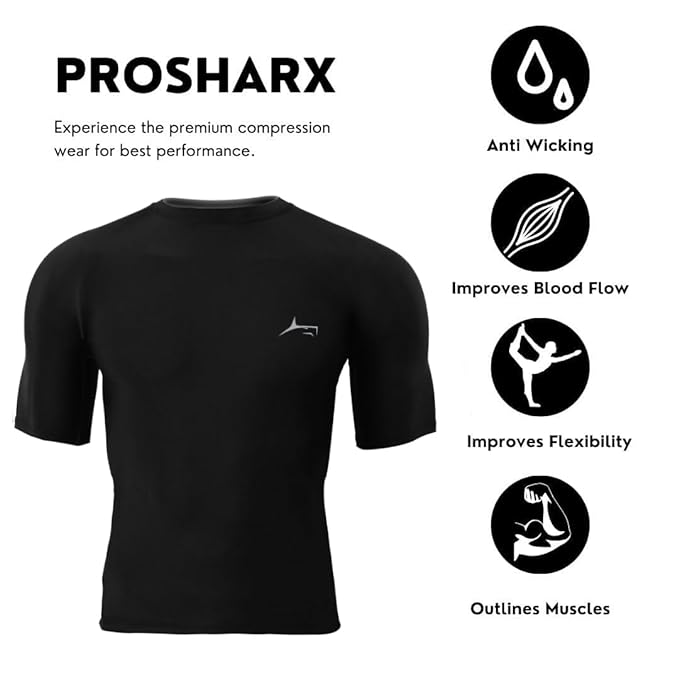 PROSHARX
Experience the premium compression
wear for best performance.
Anti Wicking
Improves Blood Flow
Improves Flexibility
Outlines Muscles